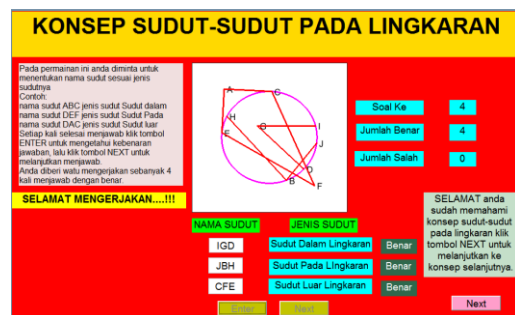 KONSEP SUDUT-SUDUT PADA LINGKARAN
Pada permainan ini anda diminta untuk
menentukan nama sudut sesuai jenis
sudutnya
Contoh:
nama sudut ABC jenis sudut Sudut dalam
nama sudut DEF jenis sudut Sudut Pada
nama sudut DAC jenis sudut Sudut luar
Setiap kali selesai menjawab klik tombol
ENTER untuk mengetahui kebenaran
jawaban, lalu klik tombol NEXT untuk
melanjutkan menjawab.
Anda diberi watu mengerjakan sebanyak 4
kali menjawab dengan benar.
SELAMAT MENGERJAKAN....!!!
A
C
H
G
I
E
J
D
B
F
Soal Ke 4
Jumlah Benar 4
Jumlah Salah 0
NAMA SUDUT JENIS SUDUT
IGD Sudut Dalam Lingkaran Benar
JBH Sudut Pada LIngkaran Benar
CFE Sudut Luar Lingkaran Benar
Enter Next
SELAMAT anda
sudah memahami
konsep sudut-sudut
pada lingkaran klik
tombol NEXT untuk
melanjutkan ke
konsep selanjutnya.
Next